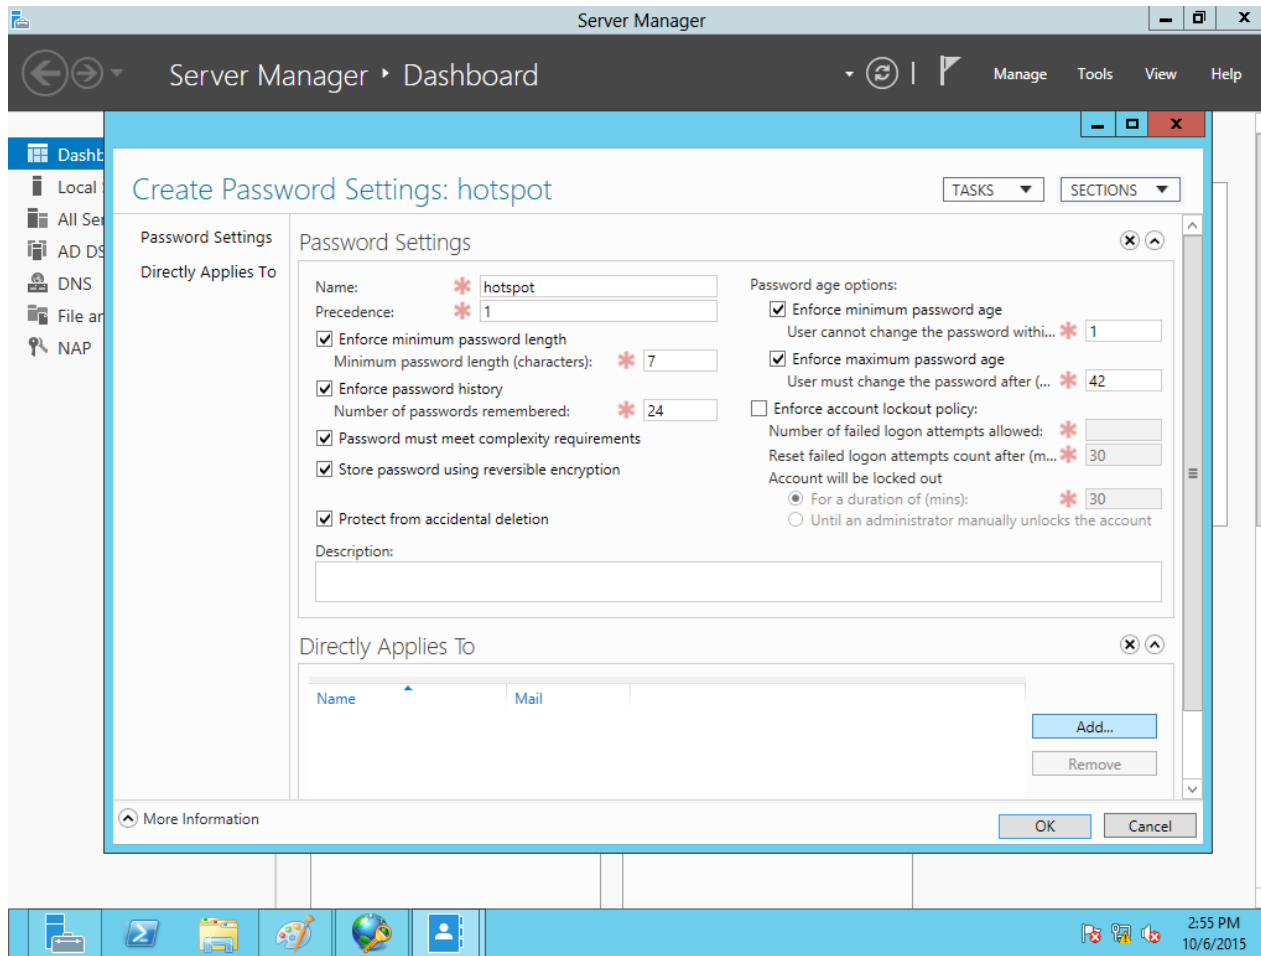 Server Manager
Server Manager ‣ Dashboard
Manage Tools View Help
Dashb
Local S
All Ser
AD DS
DNS
File an
NAP
Create Password Settings: hotspot
TASKS
SECTIONS
Password Settings
Directly Applies To
Password Settings
Name: * hotspot
Precedence: * 1
Enforce minimum password length
Minimum password length (characters): * 7
Enforce password history
Number of passwords remembered: * 24
Password must meet complexity requirements
Store password using reversible encryption
Protect from accidental deletion
Password age options:
Enforce minimum password age
User cannot change the password withi... * 1
Enforce maximum password age
User must change the password after (... * 42
Enforce account lockout policy:
Number of failed logon attempts allowed: *
Reset failed logon attempts count after (m... * 30
Account will be locked out
For a duration of (mins): * 30
Until an administrator manually unlocks the account
Description:
Directly Applies To
Name Mail
Add...
Remove
More Information
OK
Cancel
2:55 PM
10/6/2015